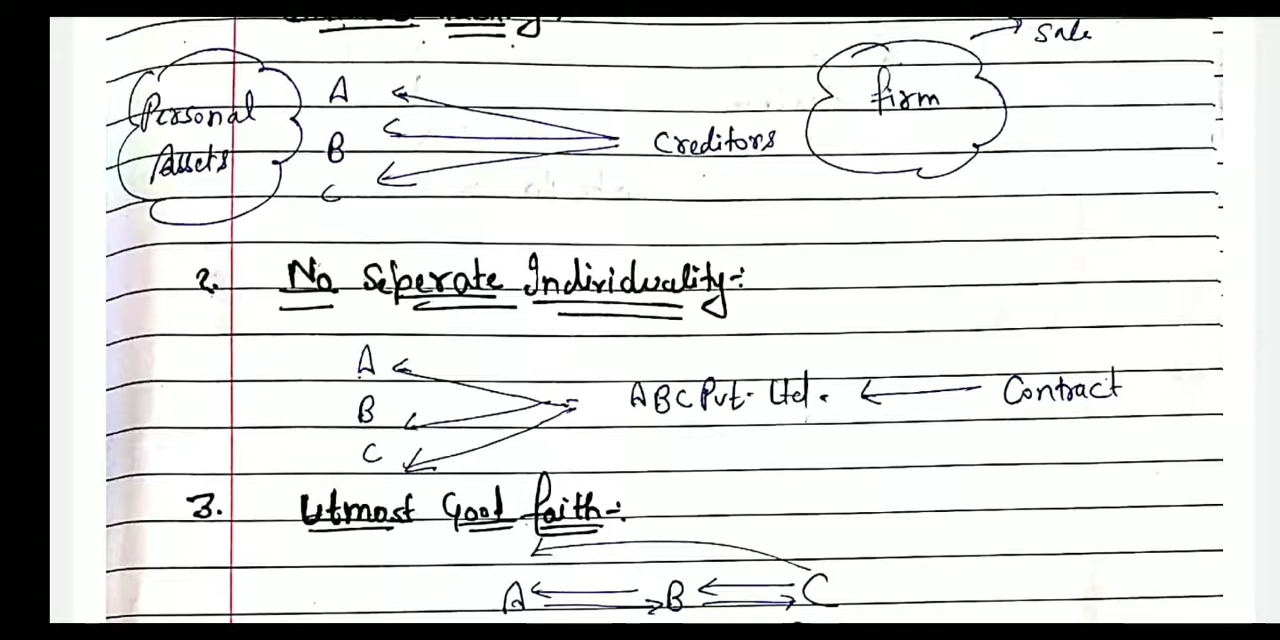 Sale
Personal
Assets
A
B
C
Creditors
firm
2. No Seperate Individuality:-
A
B
C
ABC Pvt. Ltd. Contract
3. Utmost Good faith:-
A B C